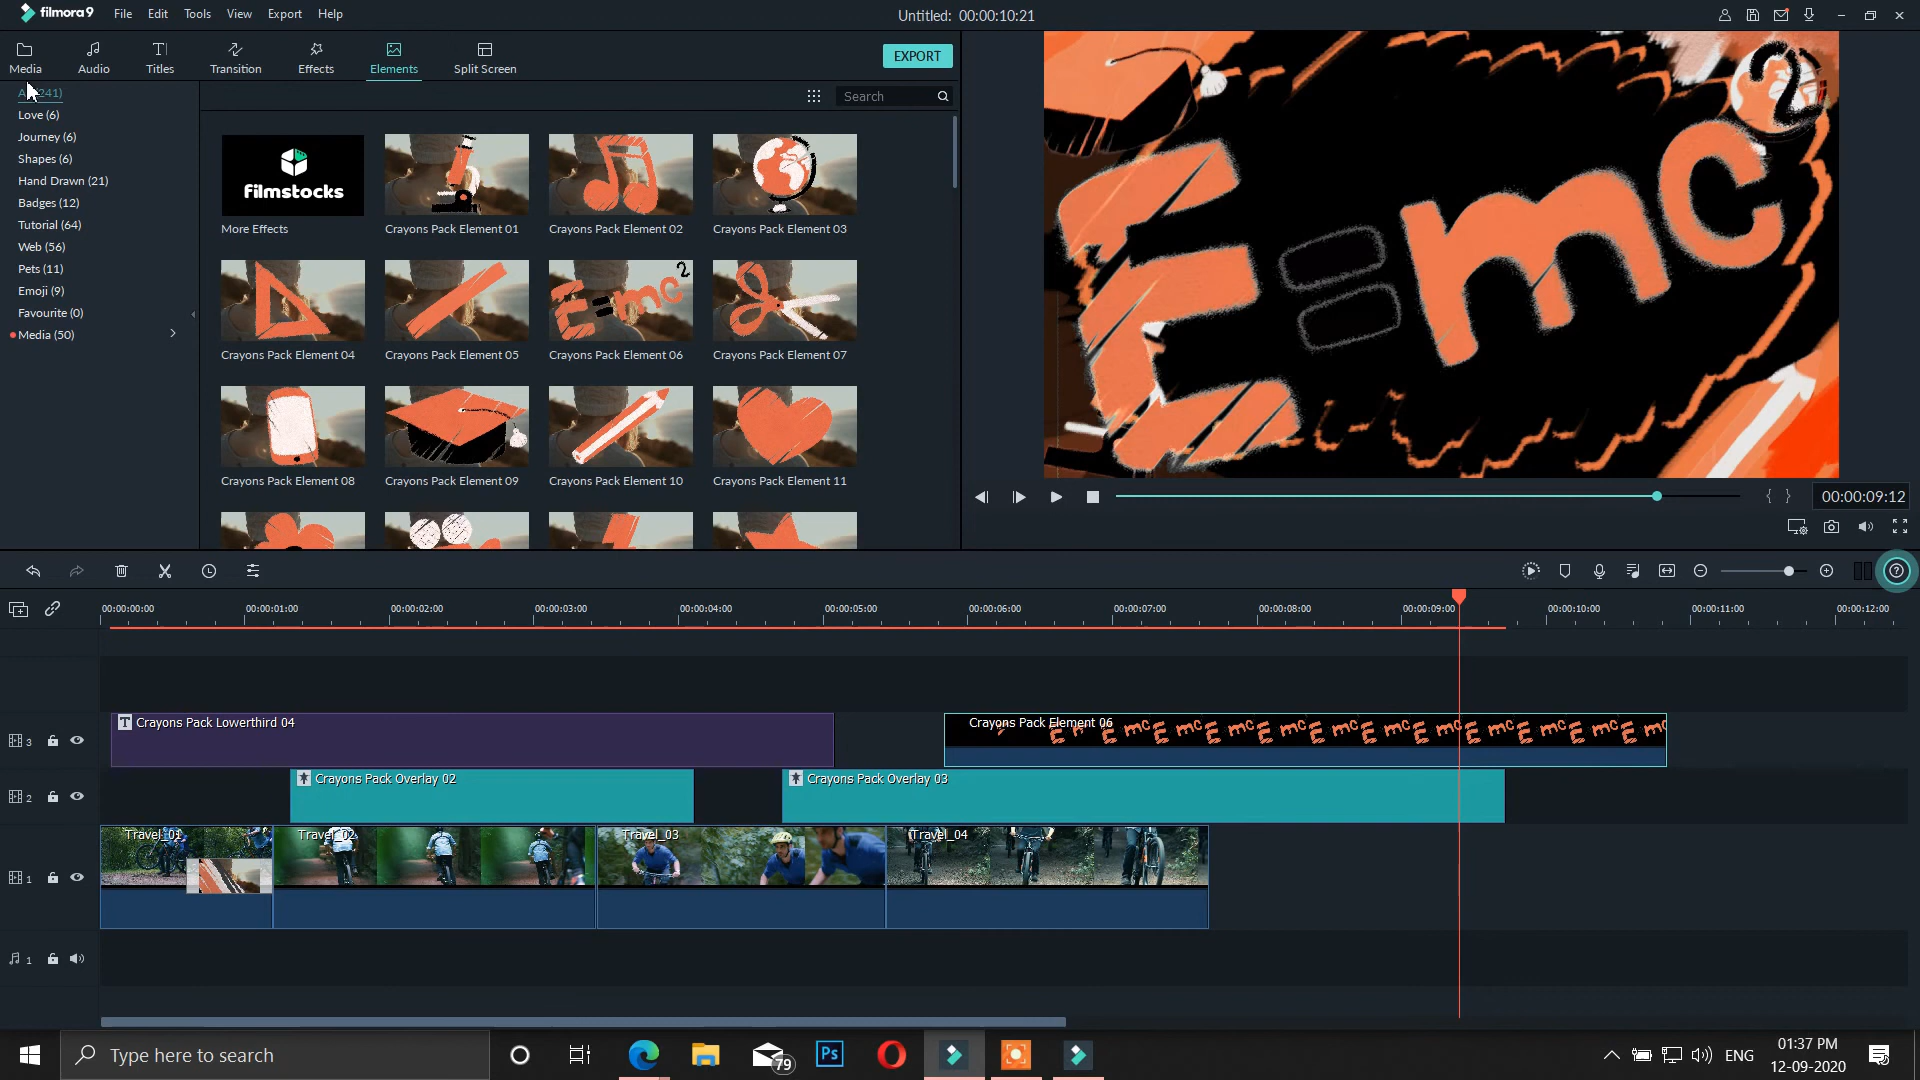 filmora9 File Edit Tools View Export Help
Untitled: 00:00:10:21
Media Audio Titles Transition Effects Elements Split Screen
EXPORT
Search
Love (6)
Journey (6)
Shapes (6)
Hand Drawn (21)
Badges (12)
Tutorial (64)
Web (56)
Pets (11)
Emoji (9)
Favourite (0)
Media (50)
filmstocks
More Effects
Crayons Pack Element 01
Crayons Pack Element 02
Crayons Pack Element 03
E=mc2
Crayons Pack Element 04
Crayons Pack Element 05
Crayons Pack Element 06
Crayons Pack Element 07
Crayons Pack Element 08
Crayons Pack Element 09
Crayons Pack Element 10
Crayons Pack Element 11
E=mc2
00:00:09:12
00:00:00:00 00:00:01:00 00:00:02:00 00:00:03:00 00:00:04:00 00:00:05:00 00:00:06:00 00:00:07:00 00:00:08:00 00:00:09:00 00:00:10:00 00:00:11:00 00:00:12:00
3
T Crayons Pack Lowerthird 04
Crayons Pack Element 06
2
Crayons Pack Overlay 02
Crayons Pack Overlay 03
1
Travel_01
Travel_02
Travel_03
Travel_04
1
Type here to search
79
Ps
ENG
01:37 PM
12-09-2020